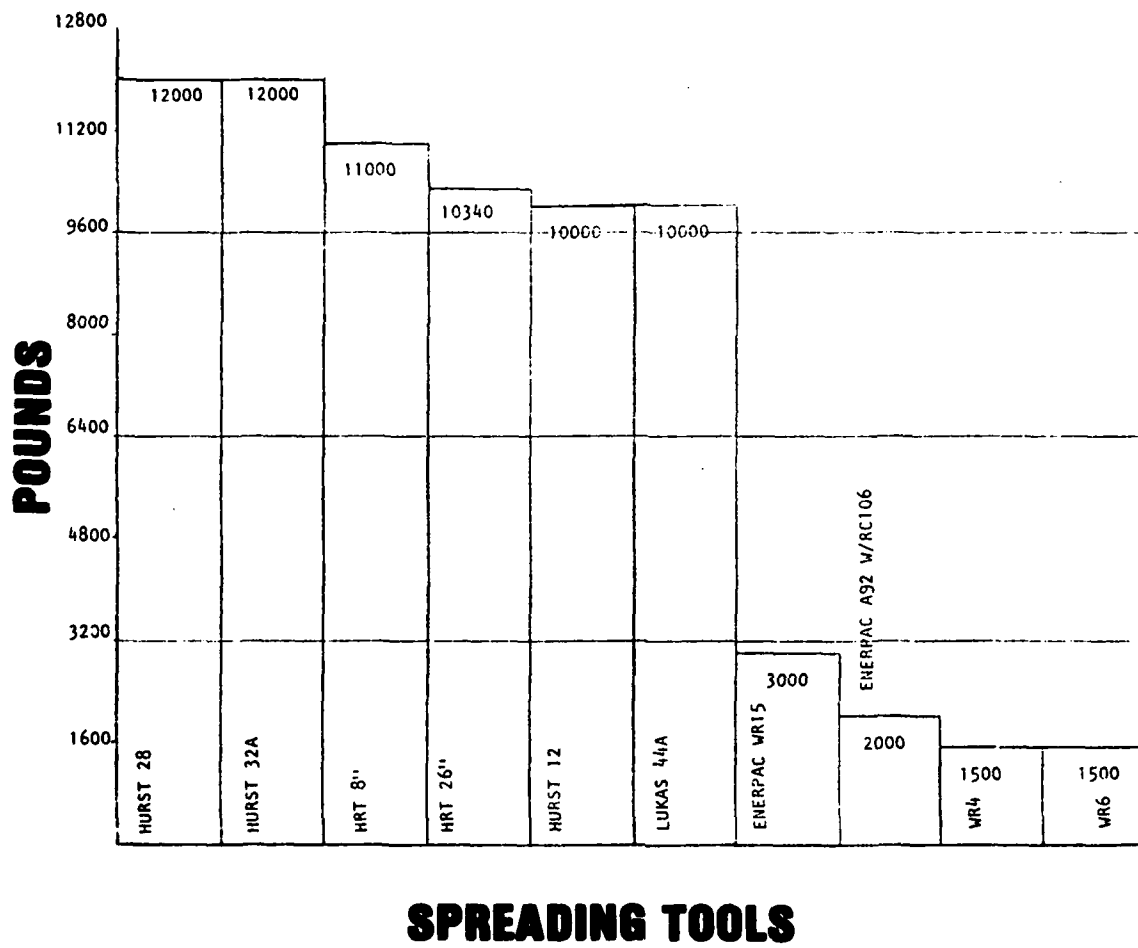 12800
12000
12000
11200
11000
10340
9600
10000
10000
8000
POUNDS
6400
4800
ENERPAC A92 W/RC106
3200
3000
2000
1600
1500
1500
HURST 28
HURST 32A
HRT 8"
HRT 26"
HURST 12
LUKAS 44A
ENERPAC WR15
WR4
WR6
SPREADING TOOLS